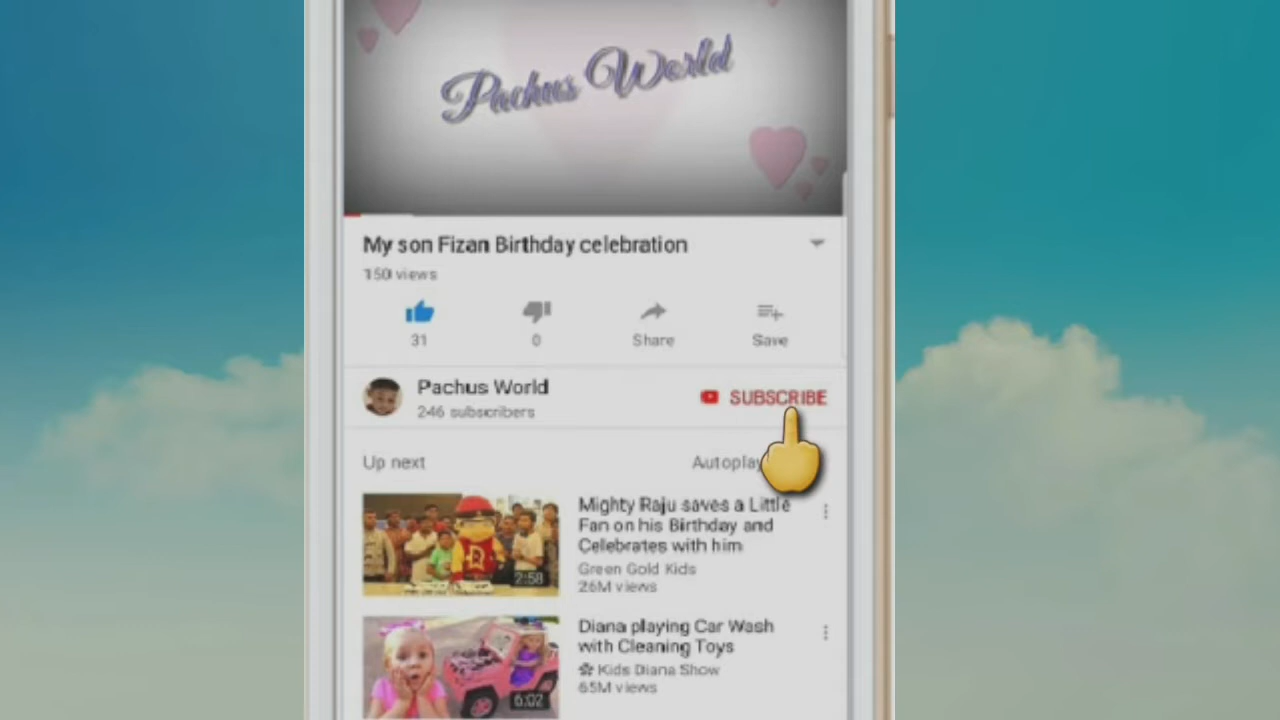 Pachus World
My son Fizan Birthday celebration
150 views
31
0
Share
Save
Pachus World
246 subscribers
SUBSCRIBE
Up next
Autoplay
Mighty Raju saves a Little
Fan on his Birthday and
Celebrates with him
Green Gold Kids
26M views
2:58
Diana playing Car Wash
with Cleaning Toys
Kids Diana Show
65M views
6:02